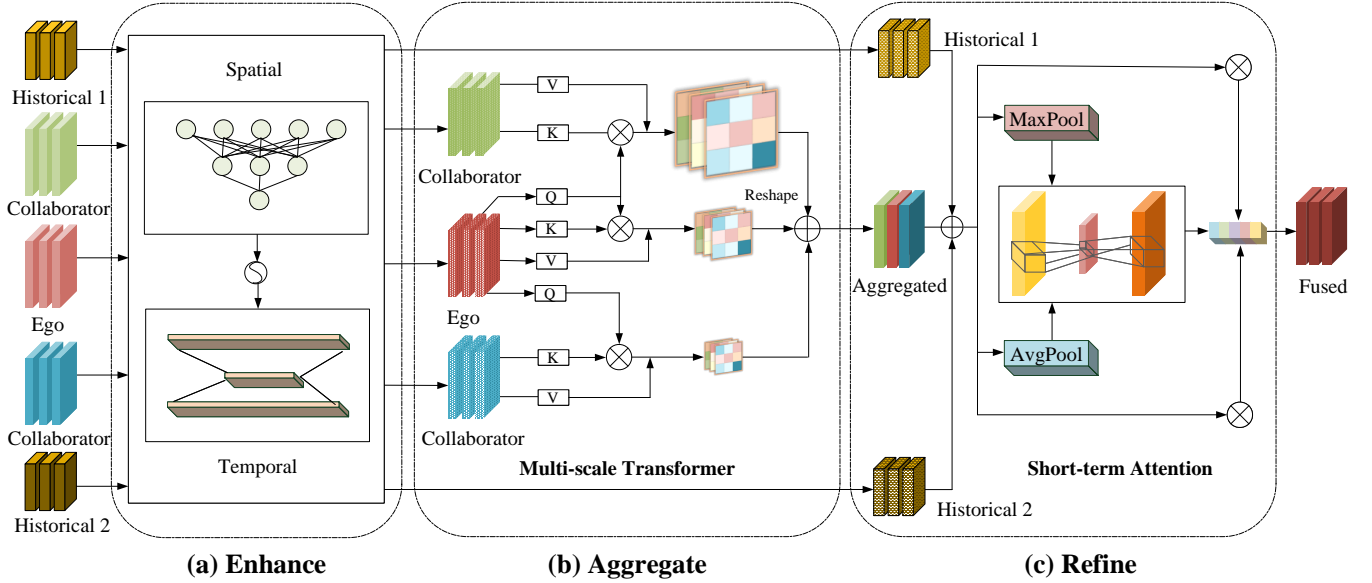 Historical 1
Collaborator
Ego
Collaborator
Historical 2
Spatial
Temporal
(a) Enhance
Collaborator
Ego
Collaborator
V
K
Q
K
V
Q
K
V
Reshape
Multi-scale Transformer
(b) Aggregate
Historical 1
Aggregated
Historical 2
MaxPool
AvgPool
Short-term Attention
Fused
(c) Refine